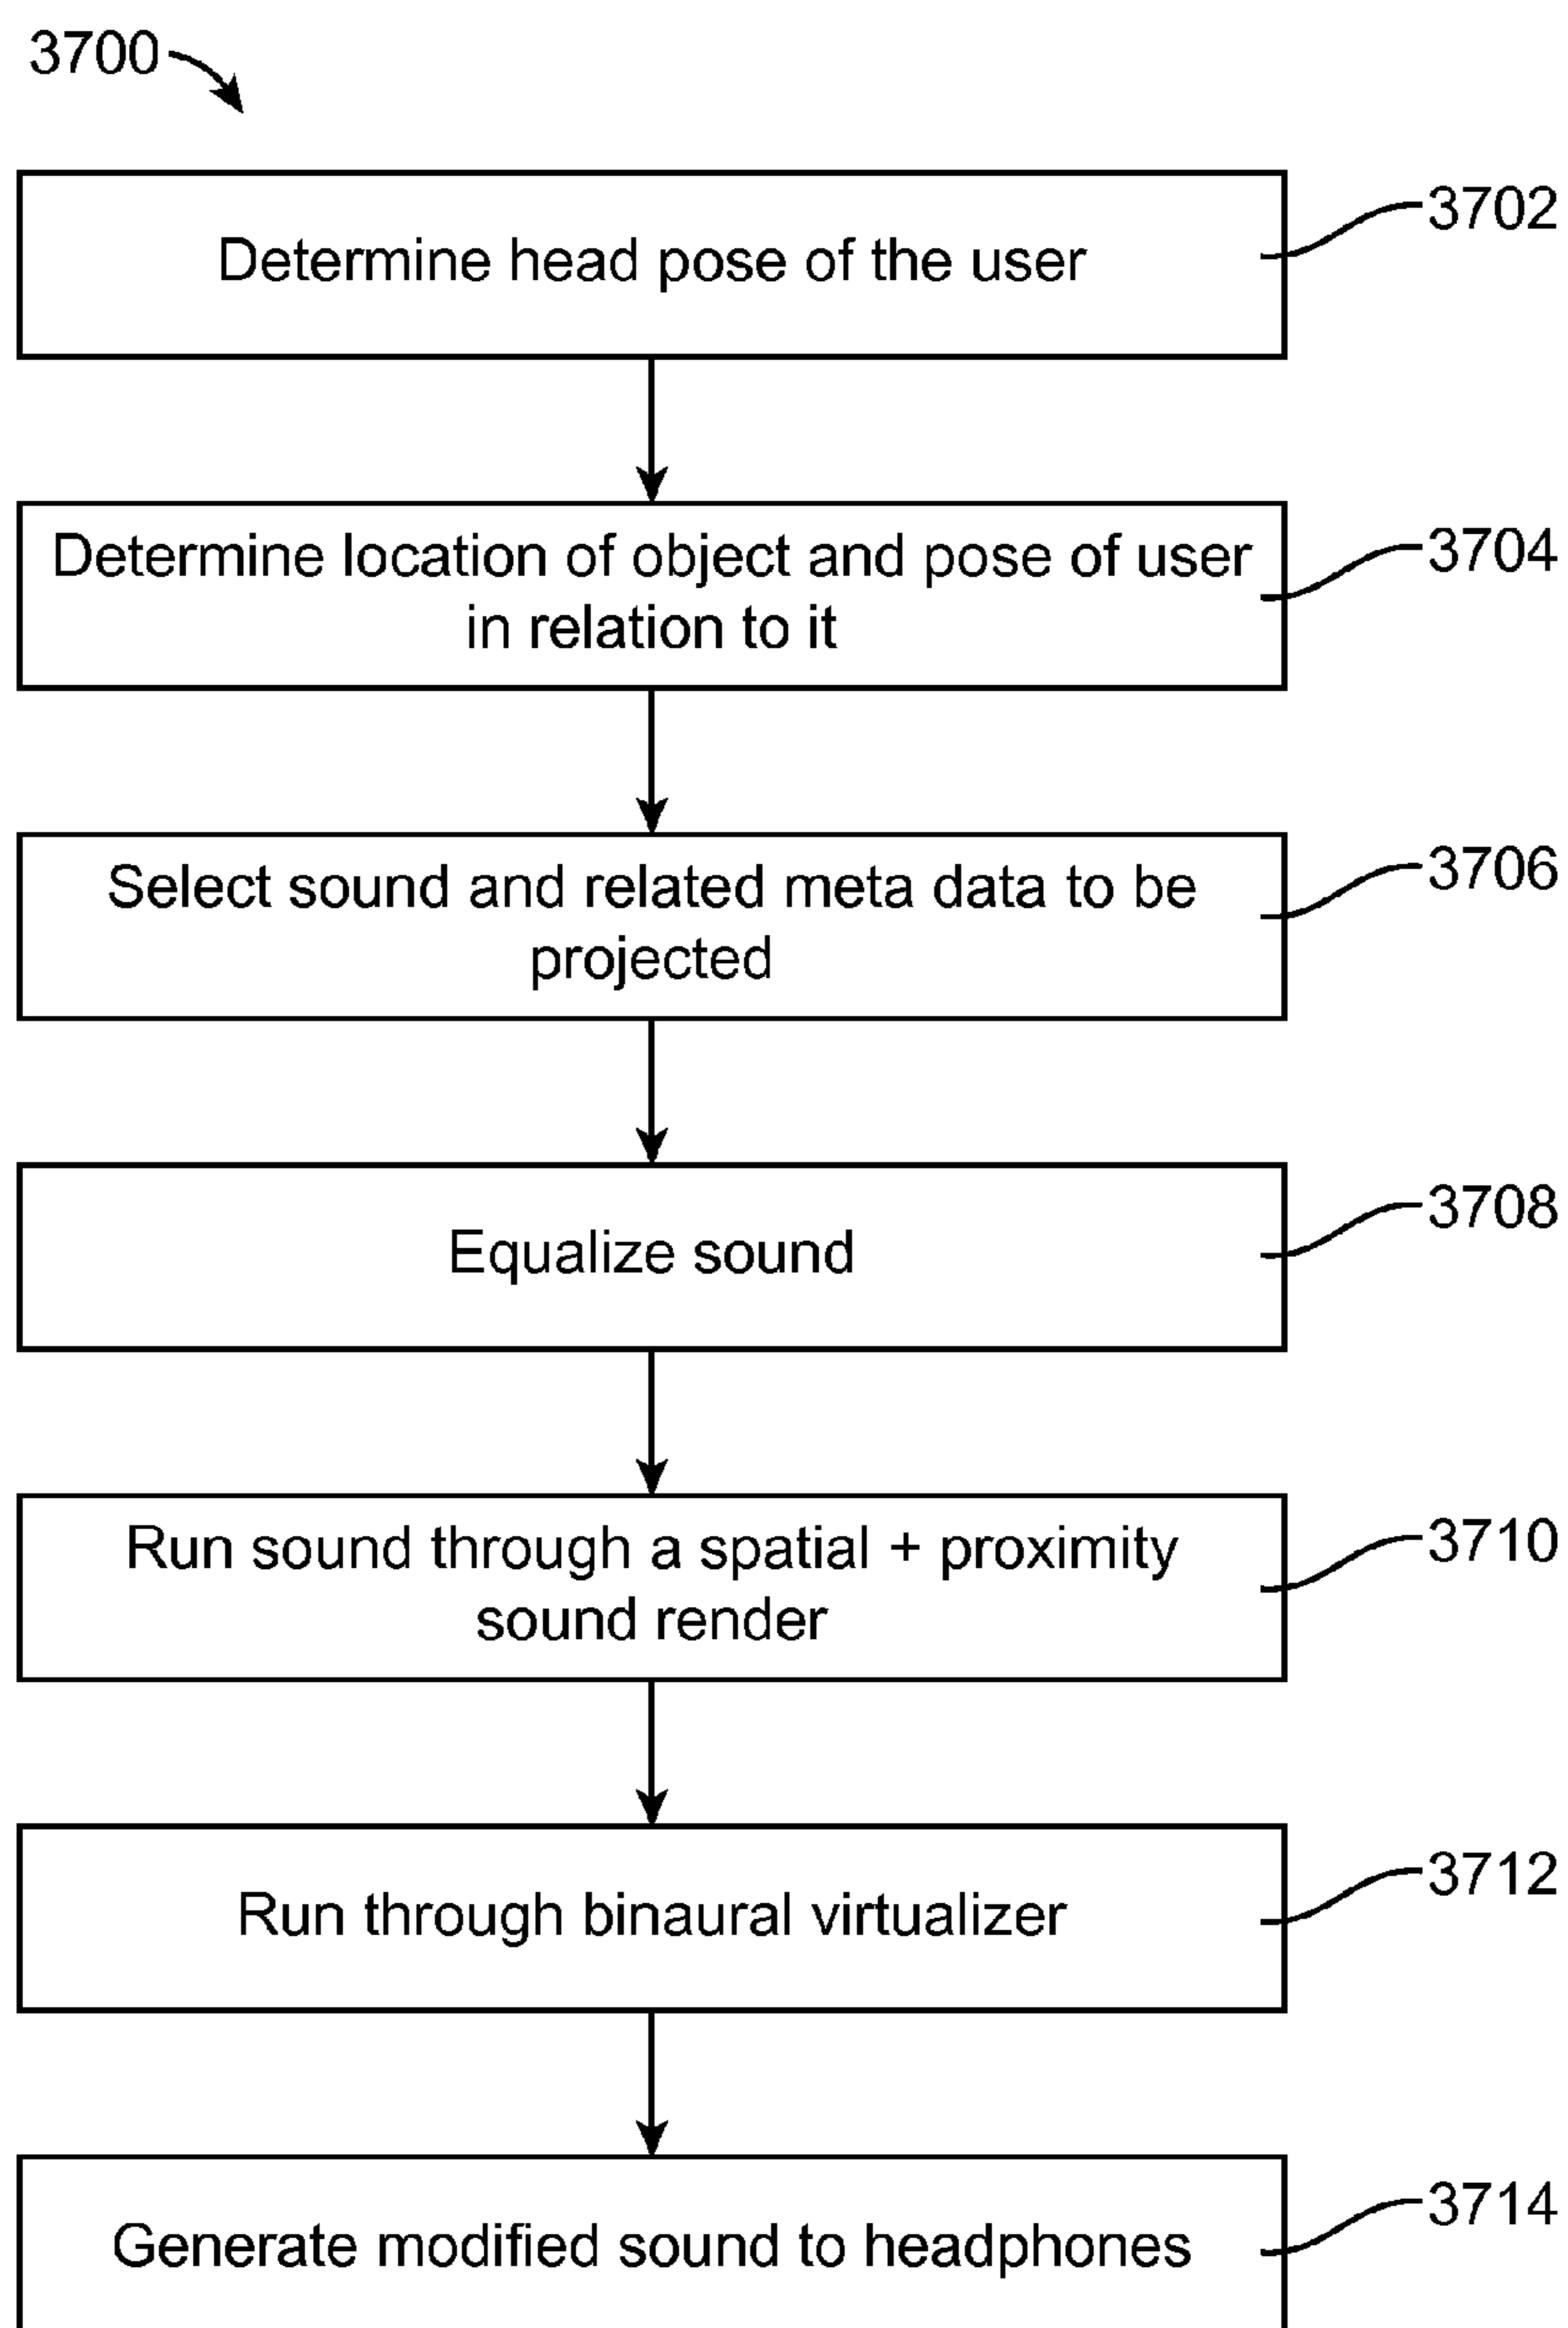 3700
Determine head pose of the user
3702
Determine location of object and pose of user
in relation to it
3704
Select sound and related meta data to be
projected
3706
Equalize sound
3708
Run sound through a spatial + proximity
sound render
3710
Run through binaural virtualizer
3712
Generate modified sound to headphones
3714